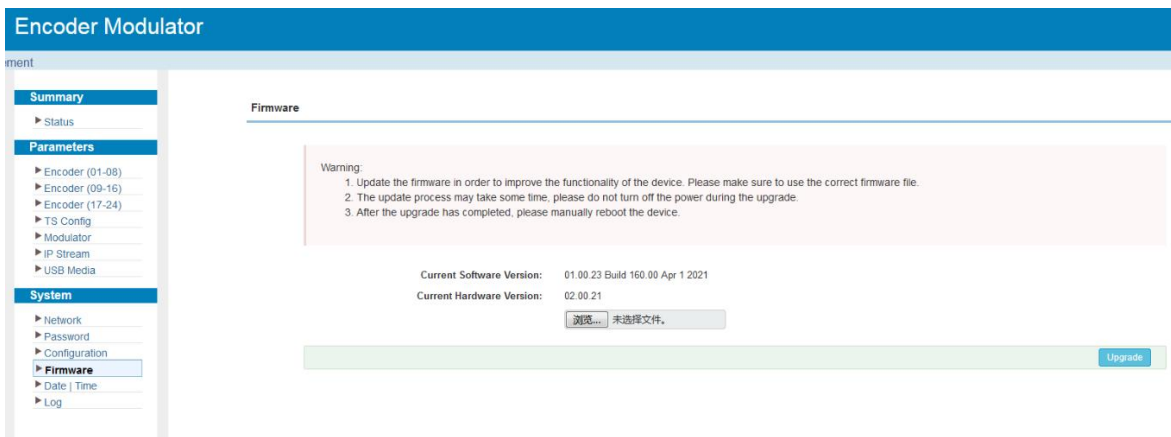 Encoder Modulator
ement
Summary
Status
Parameters
Encoder (01-08)
Encoder (09-16)
Encoder (17-24)
TS Config
Modulator
IP Stream
USB Media
System
Network
Password
Configuration
Firmware
Date | Time
Log
Firmware
Warning:
1. Update the firmware in order to improve the functionality of the device. Please make sure to use the correct firmware file.
2. The update process may take some time, please do not turn off the power during the upgrade.
3. After the upgrade has completed, please manually reboot the device.
Current Software Version: 01.00.23 Build 160.00 Apr 1 2021
Current Hardware Version: 02.00.21
浏览... 未选择文件。
Upgrade